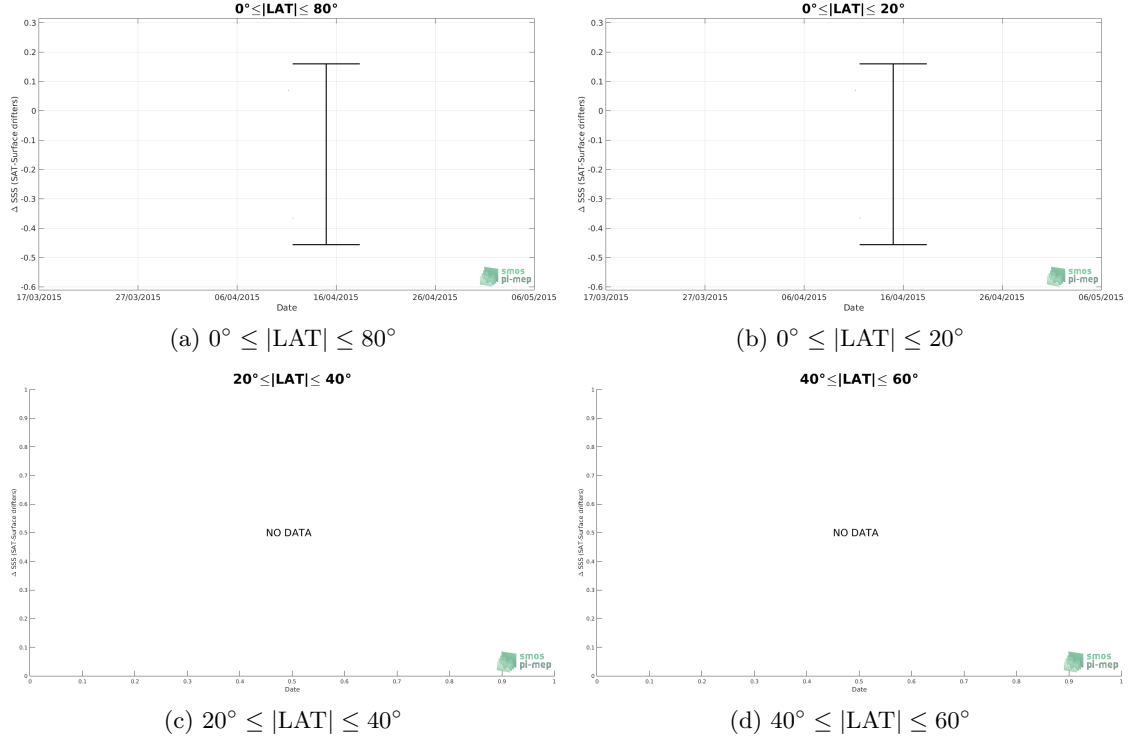 0°≤|LAT|≤ 80°
0.3
0.2
0.1
0
-0.1
-0.2
-0.3
-0.4
-0.5
-0.6
Δ SSS (SAT-Surface drifters)
17/03/2015 27/03/2015 06/04/2015 16/04/2015 26/04/2015 06/05/2015
Date
smos
pi-mep
(a) 0° ≤ |LAT| ≤ 80°
0°≤|LAT|≤ 20°
0.3
0.2
0.1
0
-0.1
-0.2
-0.3
-0.4
-0.5
-0.6
Δ SSS (SAT-Surface drifters)
17/03/2015 27/03/2015 06/04/2015 16/04/2015 26/04/2015 06/05/2015
Date
smos
pi-mep
(b) 0° ≤ |LAT| ≤ 20°
20°≤|LAT|≤ 40°
1
0.9
0.8
0.7
0.6
0.5
0.4
0.3
0.2
0.1
0
Δ SSS (SAT-Surface drifters)
NO DATA
0 0.1 0.2 0.3 0.4 0.5 0.6 0.7 0.8 0.9 1
Date
smos
pi-mep
(c) 20° ≤ |LAT| ≤ 40°
40°≤|LAT|≤ 60°
1
0.9
0.8
0.7
0.6
0.5
0.4
0.3
0.2
0.1
0
Δ SSS (SAT-Surface drifters)
NO DATA
0 0.1 0.2 0.3 0.4 0.5 0.6 0.7 0.8 0.9 1
Date
smos
pi-mep
(d) 40° ≤ |LAT| ≤ 60°